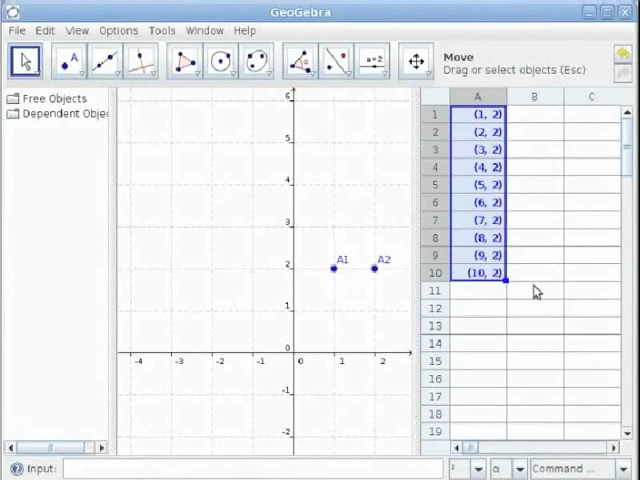 GeoGebra
File Edit View Options Tools Window Help
A a=2 Move
Drag or select objects (Esc)
Free Objects
Dependent Objec
6
5
4
3
2
1
0
-1
-2
-4 -3 -2 -1 0 1 2
A1 A2
A B C
1 (1, 2)
2 (2, 2)
3 (3, 2)
4 (4, 2)
5 (5, 2)
6 (6, 2)
7 (7, 2)
8 (8, 2)
9 (9, 2)
10 (10, 2)
11
12
13
14
15
16
17
18
19
Input: ² α Command ...